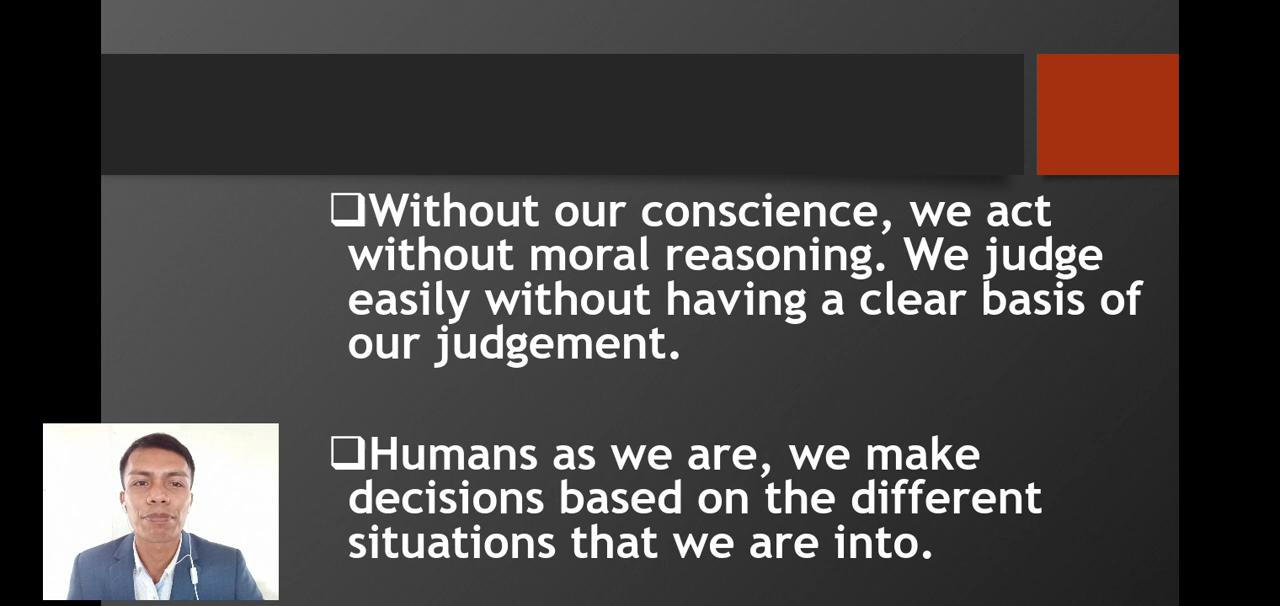 ❑Without our conscience, we act
without moral reasoning. We judge
easily without having a clear basis of
our judgement.
❑Humans as we are, we make
decisions based on the different
situations that we are into.